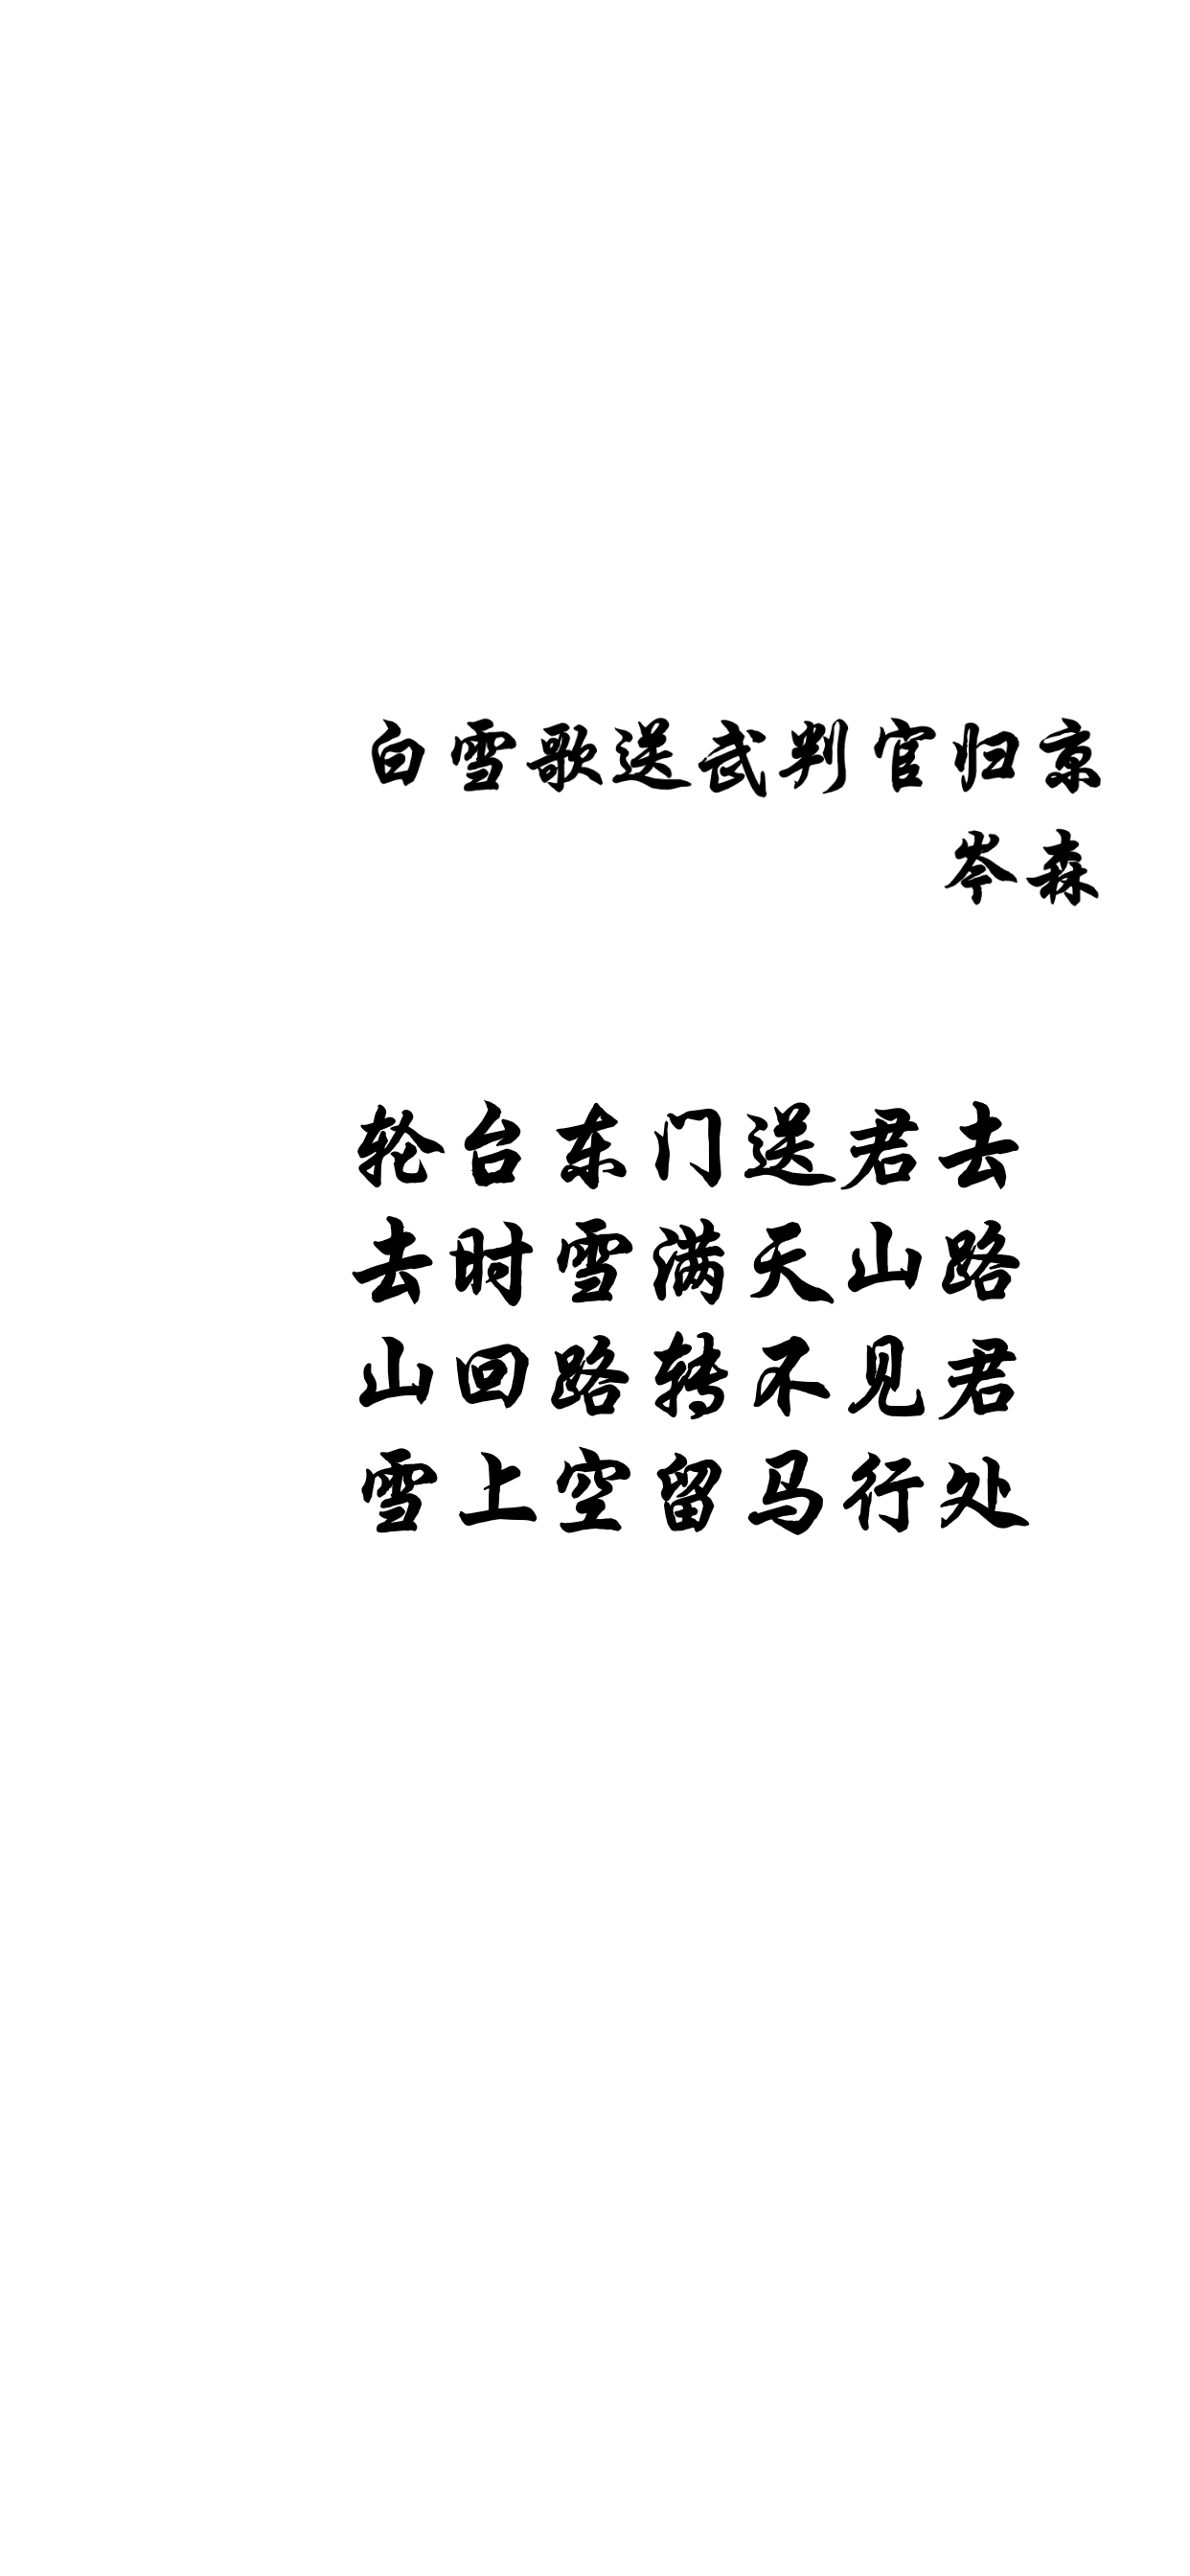 白雪歌送武判官归京
岑森
轮台东门送君去
去时雪满天山路
山回路转不见君
雪上空留马行处